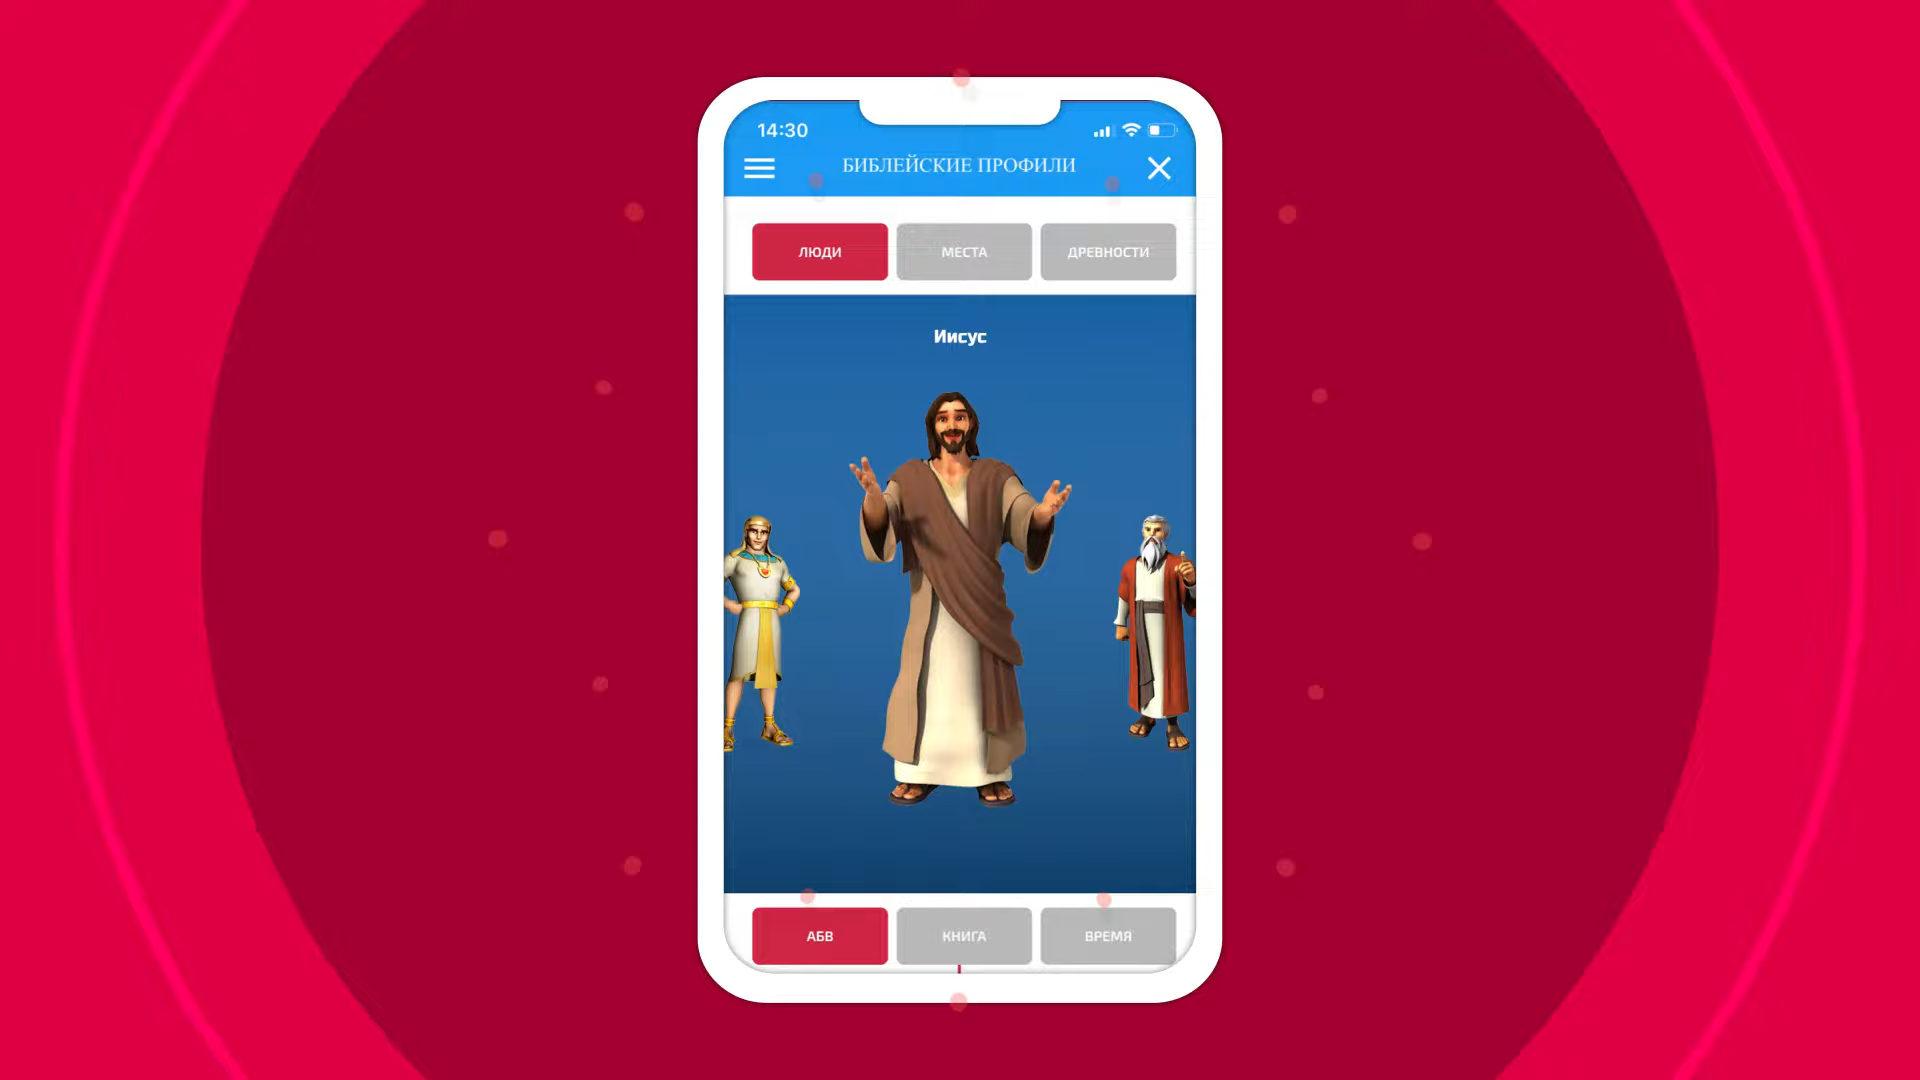 14:30
БИБЛЕЙСКИЕ ПРОФИЛИ
ЛЮДИ
МЕСТА
ДРЕВНОСТИ
Иисус
АБВ
КНИГА
ВРЕМЯ